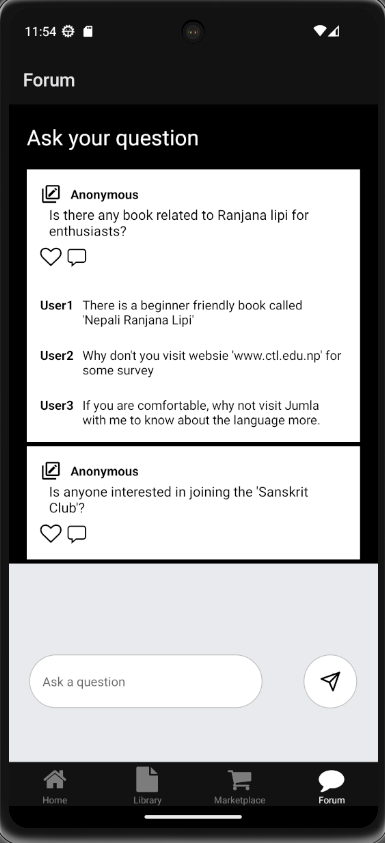 11:54
Forum
Ask your question
Anonymous
Is there any book related to Ranjana lipi for
enthusiasts?
User1 There is a beginner friendly book called
'Nepali Ranjana Lipi'
User2 Why don't you visit websie 'www.ctl.edu.np' for
some survey
User3 If you are comfortable, why not visit Jumla
with me to know about the language more.
Anonymous
Is anyone interested in joining the 'Sanskrit
Club'?
Ask a question
Home Library Marketplace Forum